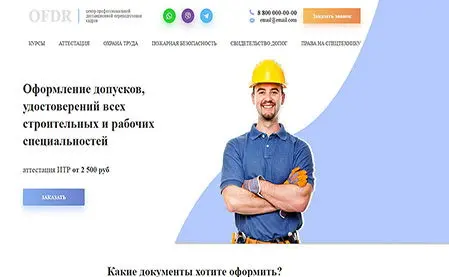 OFDR
центр профессиональной
дистанционной переподготовки
кадров
8 800 000-00-00
email@email.com
Заказать звонок
КУРСЫ
АТТЕСТАЦИЯ
ОХРАНА ТРУДА
ПОЖАРНАЯ БЕЗОПАСНОСТЬ
СВИДЕТЕЛЬСТВО ДОПОГ
ПРАВА НА СПЕЦТЕХНИКУ
Оформление допусков,
удостоверений всех
строительных и рабочих
специальностей
аттестация ИТР от 2 500 руб
ЗАКАЗАТЬ
Какие документы хотите оформить?